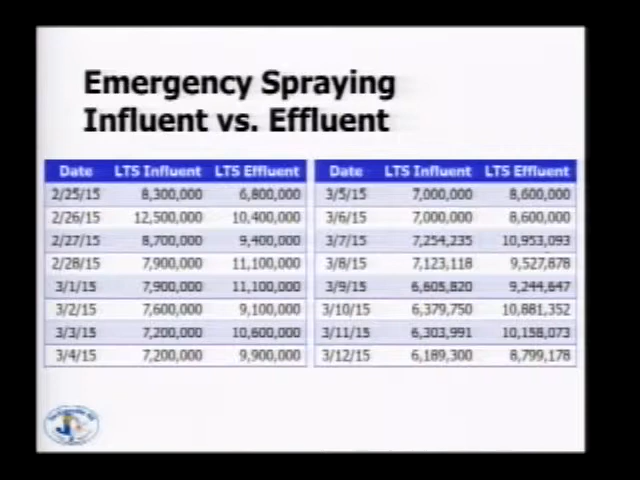 Emergency Spraying
Influent vs. Effluent
Date LTS Influent LTS Effluent
2/25/15 8,300,000 6,800,000
2/26/15 12,500,000 10,400,000
2/27/15 8,700,000 9,400,000
2/28/15 7,900,000 11,100,000
3/1/15 7,900,000 11,100,000
3/2/15 7,600,000 9,100,000
3/3/15 7,200,000 10,600,000
3/4/15 7,200,000 9,900,000
Date LTS Influent LTS Effluent
3/5/15 7,000,000 8,600,000
3/6/15 7,000,000 8,600,000
3/7/15 7,254,235 10,953,093
3/8/15 7,123,118 9,527,878
3/9/15 6,605,820 9,244,647
3/10/15 6,379,750 10,881,352
3/11/15 6,303,991 10,158,073
3/12/15 6,189,300 8,799,178